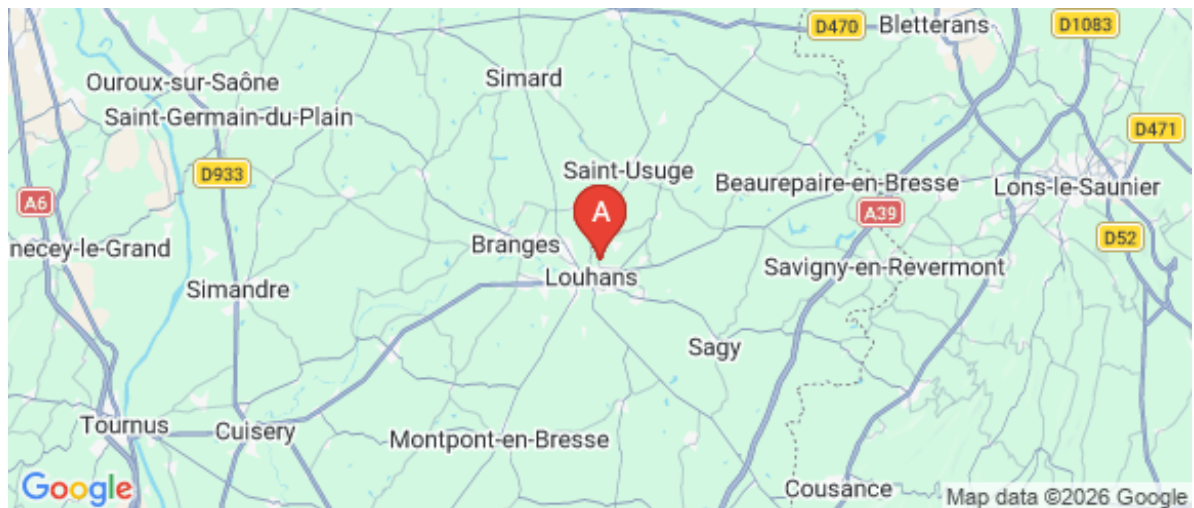 D470
Bletterans
D1083
Ouroux-sur-Saône
Simard
Saint-Germain-du-Plain
D471
D933
Saint-Usuge
Beaurepaire-en-Bresse
Lons-le-Saunier
A6
A
A39
necey-le-Grand
Branges
D52
Simandre
Louhans
Savigny-en-Revermont
Sagy
Tournus
Cuisery
Montpont-en-Bresse
Google
Cousance
Map data ©2026 Google